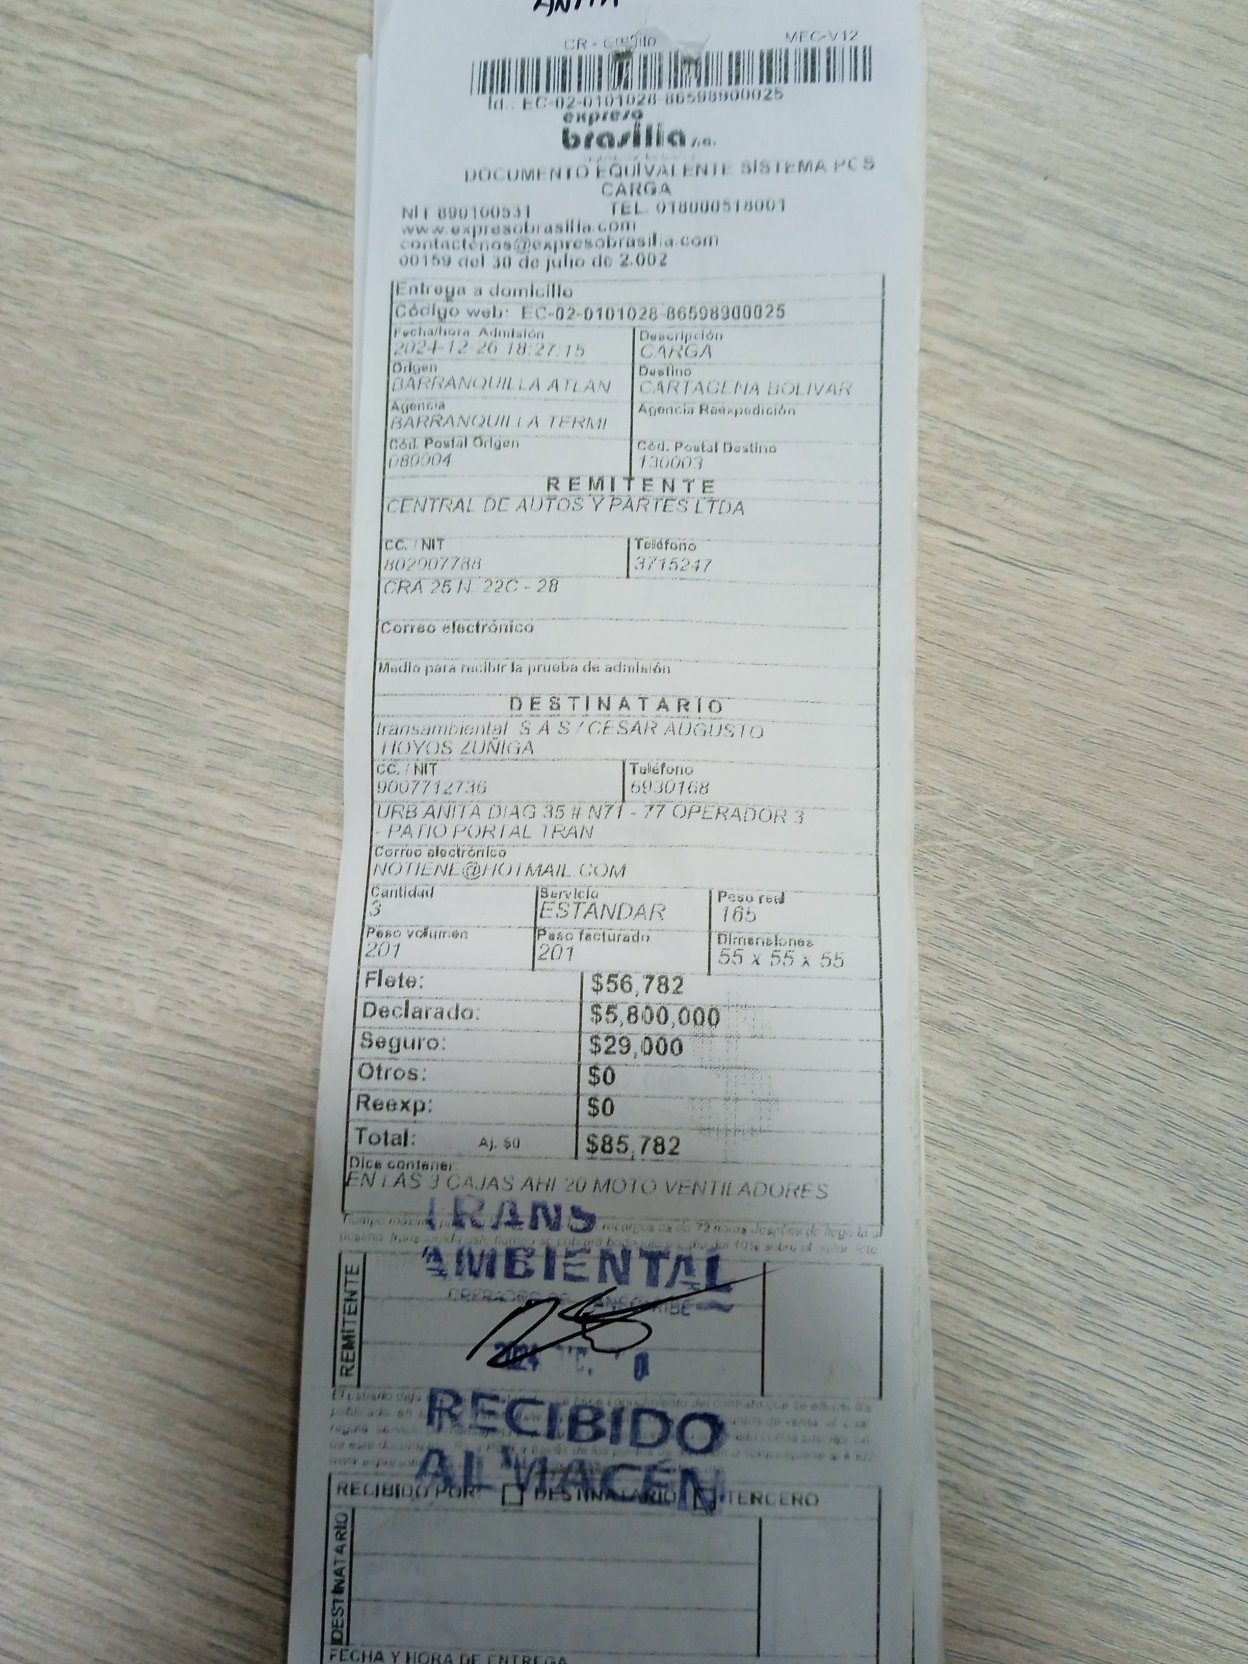 ANITA
CR - Crédito MEC-V12
Id.: EC-02-0101028-86598900025
expreso
brasilia s.a.
DOCUMENTO EQUIVALENTE SISTEMA POS
CARGA
NIT 890100531 TEL. 018000518001
www.expresobrasilia.com
contactenos@expresobrasilia.com
00159 del 30 de julio de 2.002
Entrega a domicilio
Código web: EC-02-0101028-86598900025
Fecha/hora Admisión Descripción
2024-12-26 18:27:15 CARGA
Origen Destino
BARRANQUILLA ATLAN CARTAGENA BOLIVAR
Agencia Agencia Reexpedición
BARRANQUILLA TERMI
Cód. Postal Origen Cód. Postal Destino
080004 130003
REMITENTE
CENTRAL DE AUTOS Y PARTES LTDA
CC. / NIT Teléfono
802007788 3715247
CRA 25 N. 22C - 28
Correo electrónico
Medio para recibir la prueba de admisión
DESTINATARIO
transambiental S A S / CESAR AUGUSTO
HOYOS ZUÑIGA
CC. / NIT Teléfono
9007712736 6930168
URB ANITA DIAG 35 # N71 - 77 OPERADOR 3
- PATIO PORTAL TRAN
Correo electrónico
NOTIENE@HOTMAIL.COM
Cantidad Servicio Peso real
3 ESTANDAR 165
Peso volumen Peso facturado Dimensiones
201 201 55 x 55 x 55
Flete: $56,782
Declarado: $5,800,000
Seguro: $29,000
Otros: $0
Reexp: $0
Total: Aj. $0 $85,782
Dice contener
EN LAS 3 CAJAS AHI 20 MOTO VENTILADORES
TRANS
AMBIENTAL
REMITENTE
2024 DIC.
RECIBIDO
ALMACÉN
RECIBIDO POR DESTINATARIO TERCERO
DESTINATARIO
FECHA Y HORA DE ENTREGA